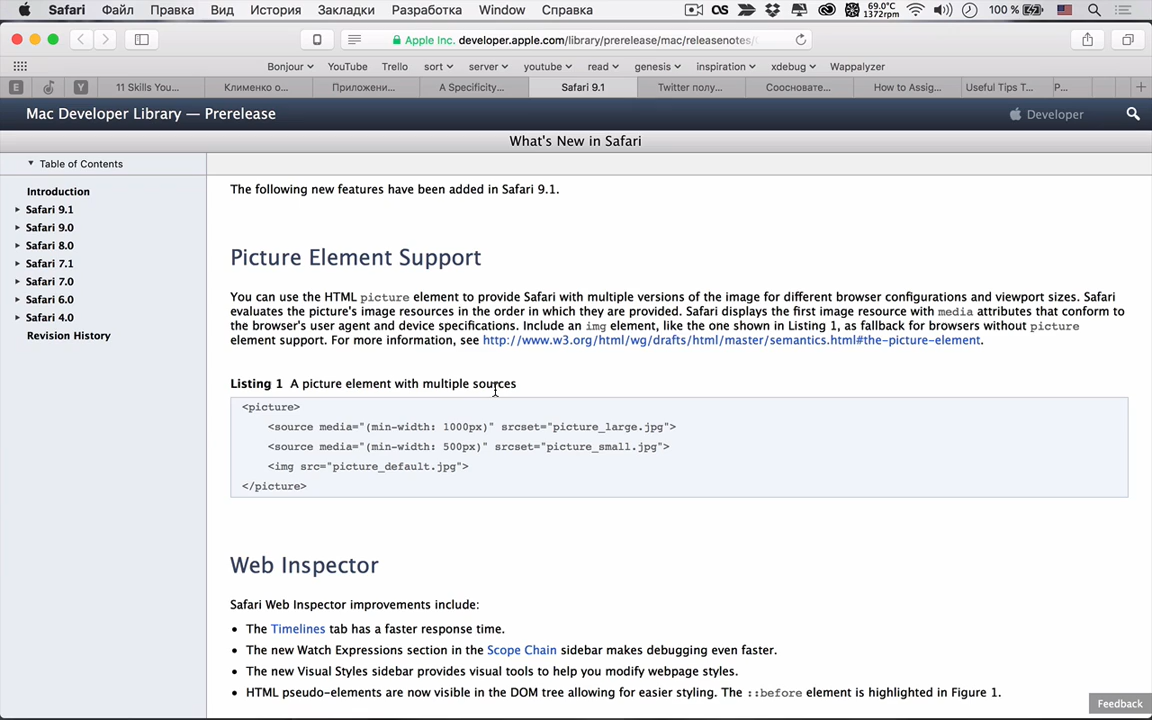 Safari Файл Правка Вид История Закладки Разработка Window Справка 69.0°C 1372rpm 100 %
Apple Inc. developer.apple.com/library/prerelease/mac/releasenotes/
Bonjour YouTube Trello sort server youtube read genesis inspiration xdebug Wappalyzer
E Y 11 Skills You... Клименко о... Приложени... A Specificity... Safari 9.1 Twitter полу... Соосновате... How to Assig... Useful Tips T... P...
Mac Developer Library — Prerelease Developer
What's New in Safari
Table of Contents
Introduction
Safari 9.1
Safari 9.0
Safari 8.0
Safari 7.1
Safari 7.0
Safari 6.0
Safari 4.0
Revision History
The following new features have been added in Safari 9.1.
Picture Element Support
You can use the HTML picture element to provide Safari with multiple versions of the image for different browser configurations and viewport sizes. Safari
evaluates the picture's image resources in the order in which they are provided. Safari displays the first image resource with media attributes that conform to
the browser's user agent and device specifications. Include an img element, like the one shown in Listing 1, as fallback for browsers without picture
element support. For more information, see http://www.w3.org/html/wg/drafts/html/master/semantics.html#the-picture-element.
Listing 1 A picture element with multiple sources
<picture>
<source media="(min-width: 1000px)" srcset="picture_large.jpg">
<source media="(min-width: 500px)" srcset="picture_small.jpg">
<img src="picture_default.jpg">
</picture>
Web Inspector
Safari Web Inspector improvements include:
• The Timelines tab has a faster response time.
• The new Watch Expressions section in the Scope Chain sidebar makes debugging even faster.
• The new Visual Styles sidebar provides visual tools to help you modify webpage styles.
• HTML pseudo-elements are now visible in the DOM tree allowing for easier styling. The ::before element is highlighted in Figure 1.
Feedback